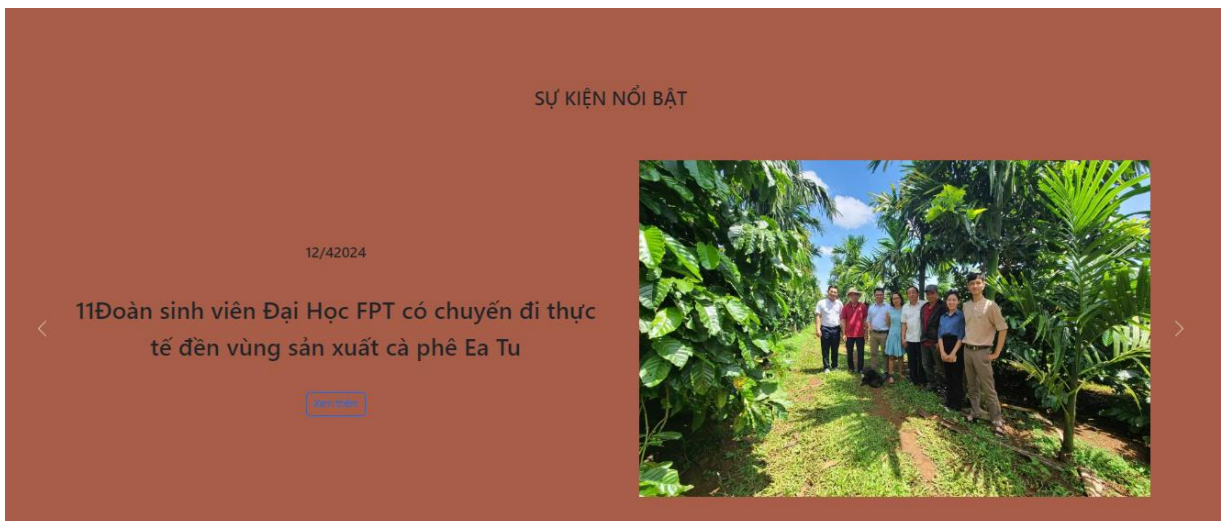 SỰ KIỆN NỔI BẬT
12/42024
11Đoàn sinh viên Đại Học FPT có chuyến đi thực
tế đền vùng sản xuất cà phê Ea Tu
Xem thêm